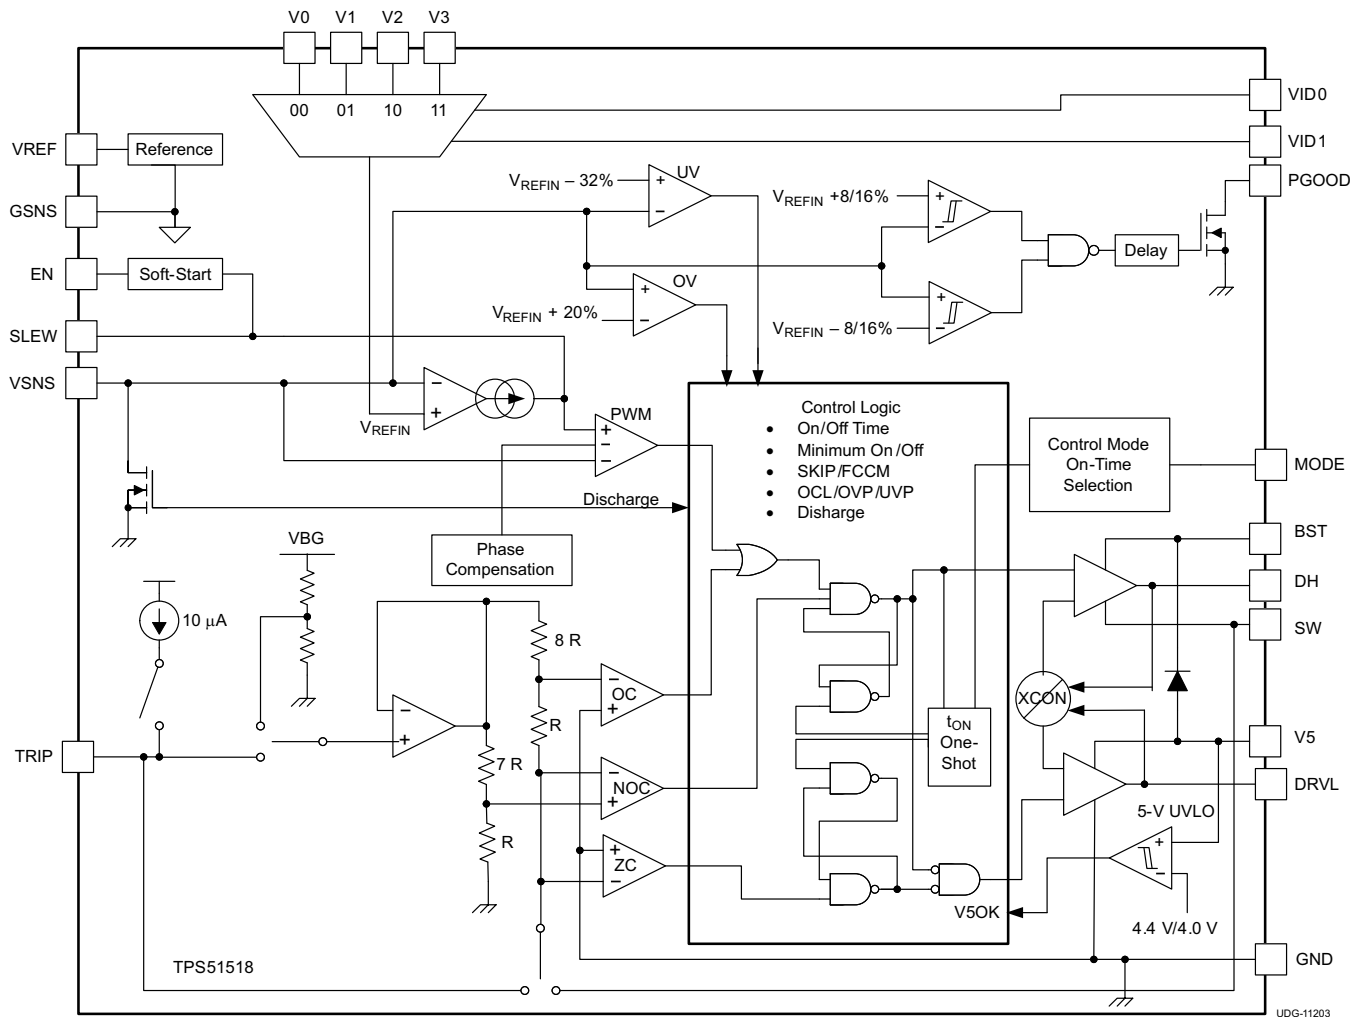 V0 V1 V2 V3
00 01 10 11
VID0
VREF
Reference
VID1
UV
V_REFIN – 32%
V_REFIN +8/16%
PGOOD
GSNS
Delay
EN
Soft-Start
OV
V_REFIN + 20%
V_REFIN – 8/16%
SLEW
VSNS
V_REFIN
PWM
Control Logic
• On/Off Time
• Minimum On/Off
• SKIP/FCCM
• OCL/OVP/UVP
• Disharge
Control Mode
On-Time
Selection
MODE
Discharge
VBG
Phase
Compensation
BST
DH
SW
10 µA
8 R
OC
R
XCON
t_ON
One-
Shot
TRIP
7 R
NOC
R
ZC
V5
DRVL
5-V UVLO
V5OK
4.4 V/4.0 V
TPS51518
GND
UDG-11203
+ − + − + − + − + − + + − − − + − + − + + − + −